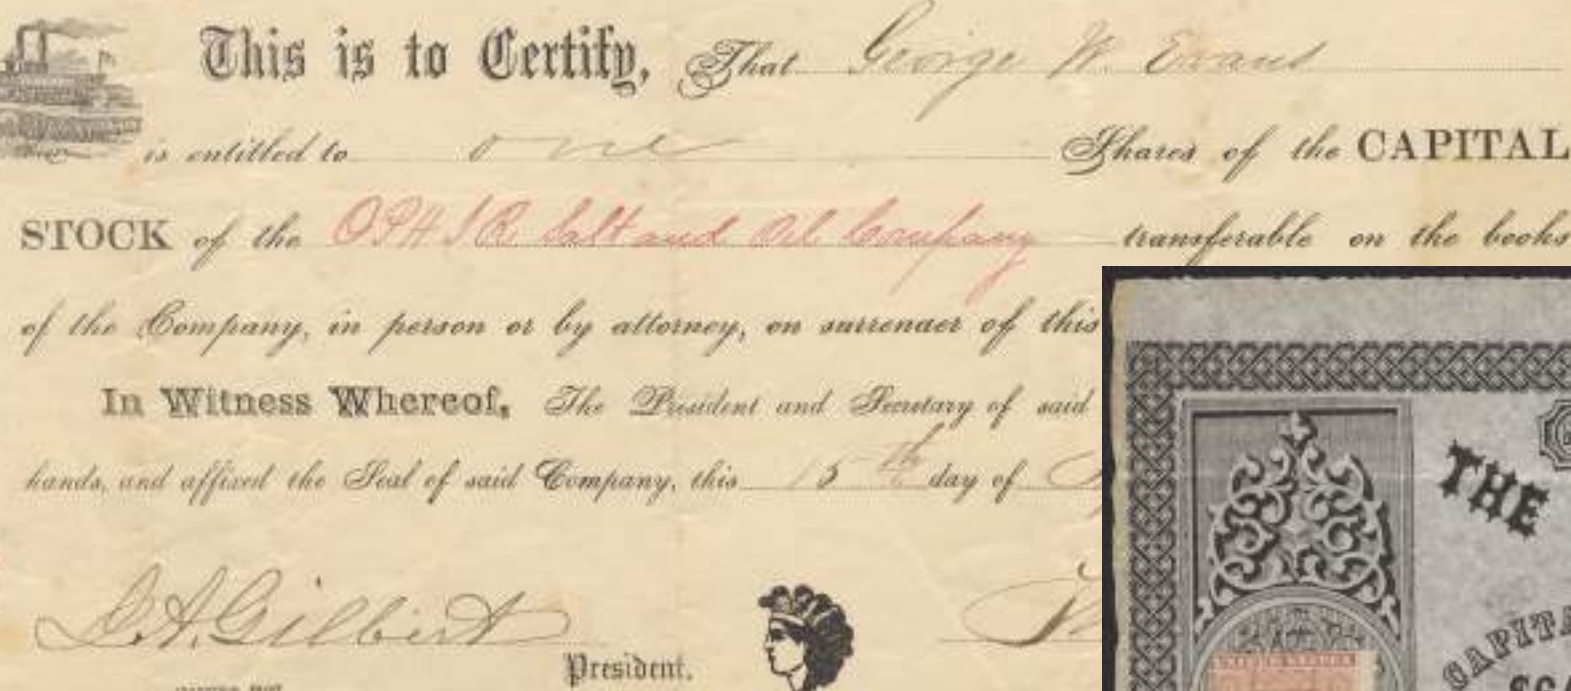 This is to Certify, That George W. Evans
is entitled to one Shares of the CAPITAL
STOCK of the Salt and Oil Company transferable on the books
of the Company, in person or by attorney, on surrender of this
In Witness Whereof, The President and Secretary of said
hands, and affixed the Seal of said Company, this 15th day of
Gilbert
President.
THE
CAPITA